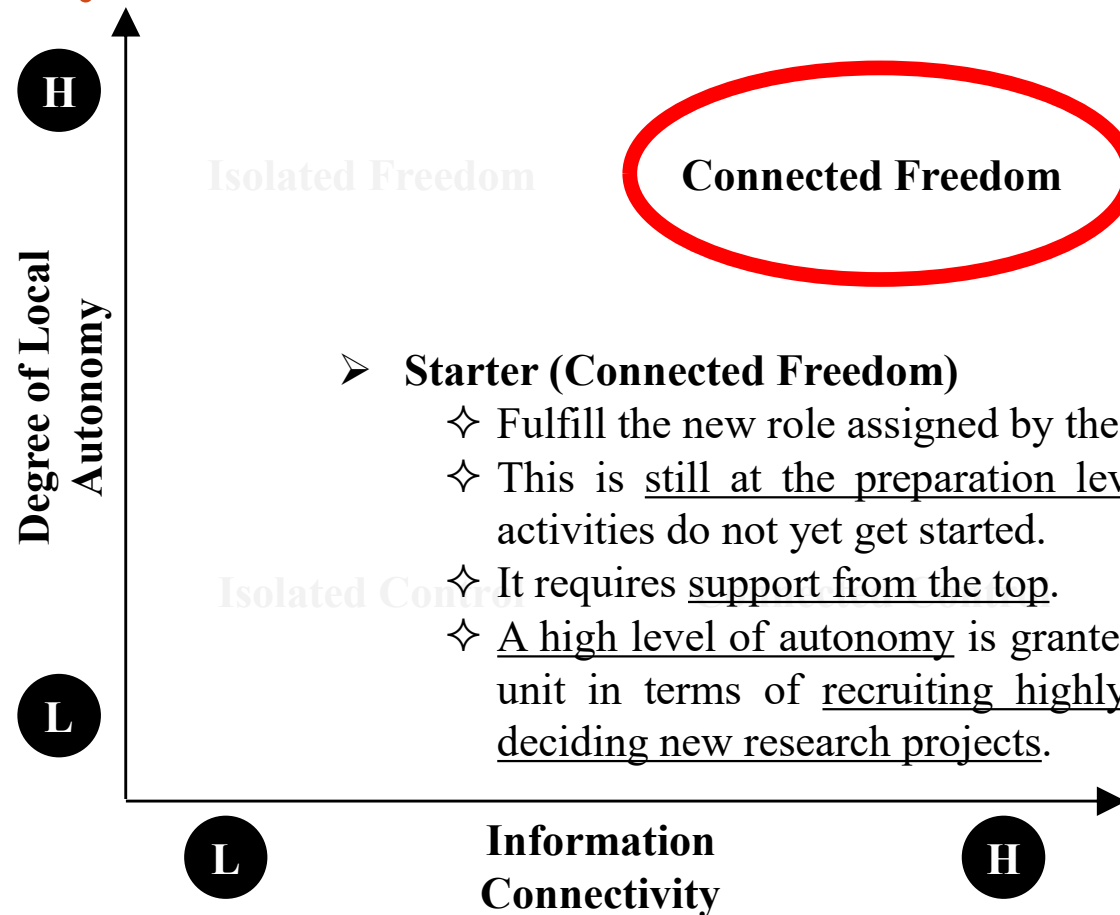 H
Isolated Freedom
Connected Freedom
Degree of Local
Autonomy
➢ Starter (Connected Freedom)
✧ Fulfill the new role assigned by the
✧ This is still at the preparation lev
activities do not yet get started.
Isolated Control
✧ It requires support from the top.
✧ A high level of autonomy is grante
unit in terms of recruiting highly
deciding new research projects.
L
L
Information
Connectivity
H